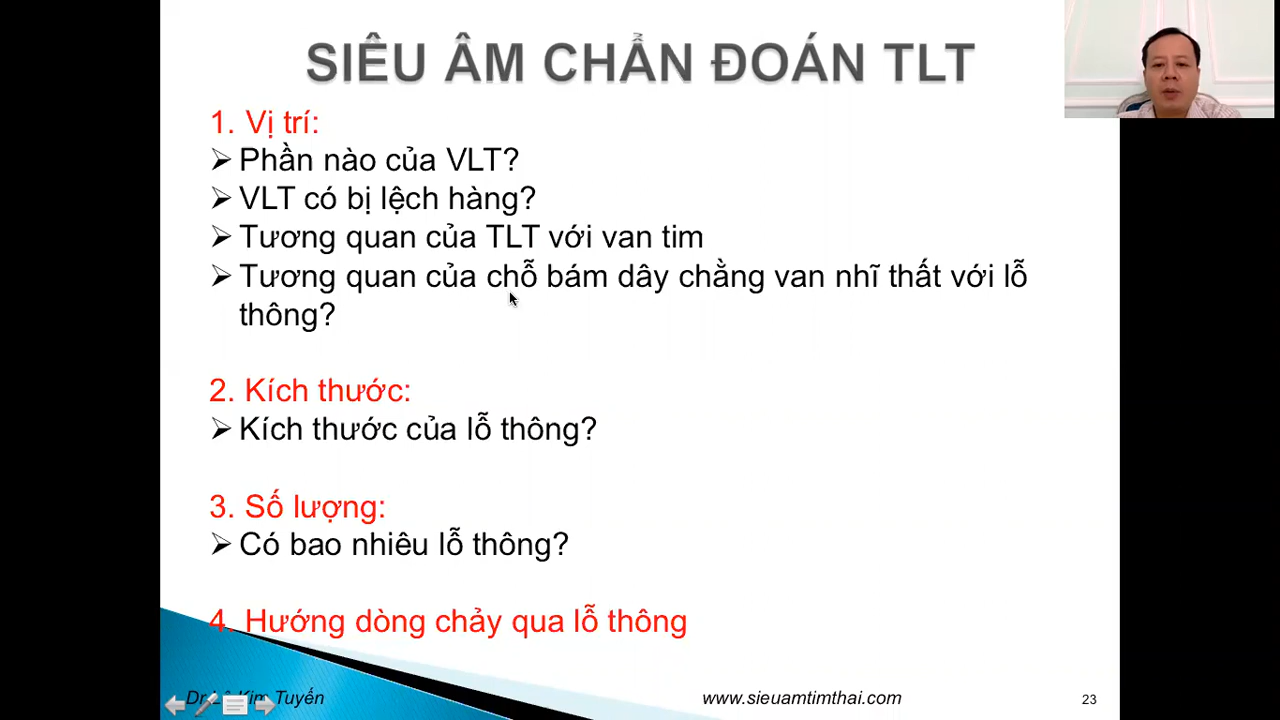 SIÊU ÂM CHẨN ĐOÁN TLT
1. Vị trí:
➢ Phần nào của VLT?
➢ VLT có bị lệch hàng?
➢ Tương quan của TLT với van tim
➢ Tương quan của chỗ bám dây chằng van nhĩ thất với lỗ
thông?
2. Kích thước:
➢ Kích thước của lỗ thông?
3. Số lượng:
➢ Có bao nhiêu lỗ thông?
4. Hướng dòng chảy qua lỗ thông
Dr Lê Kim Tuyến
www.sieuamtimthai.com
23